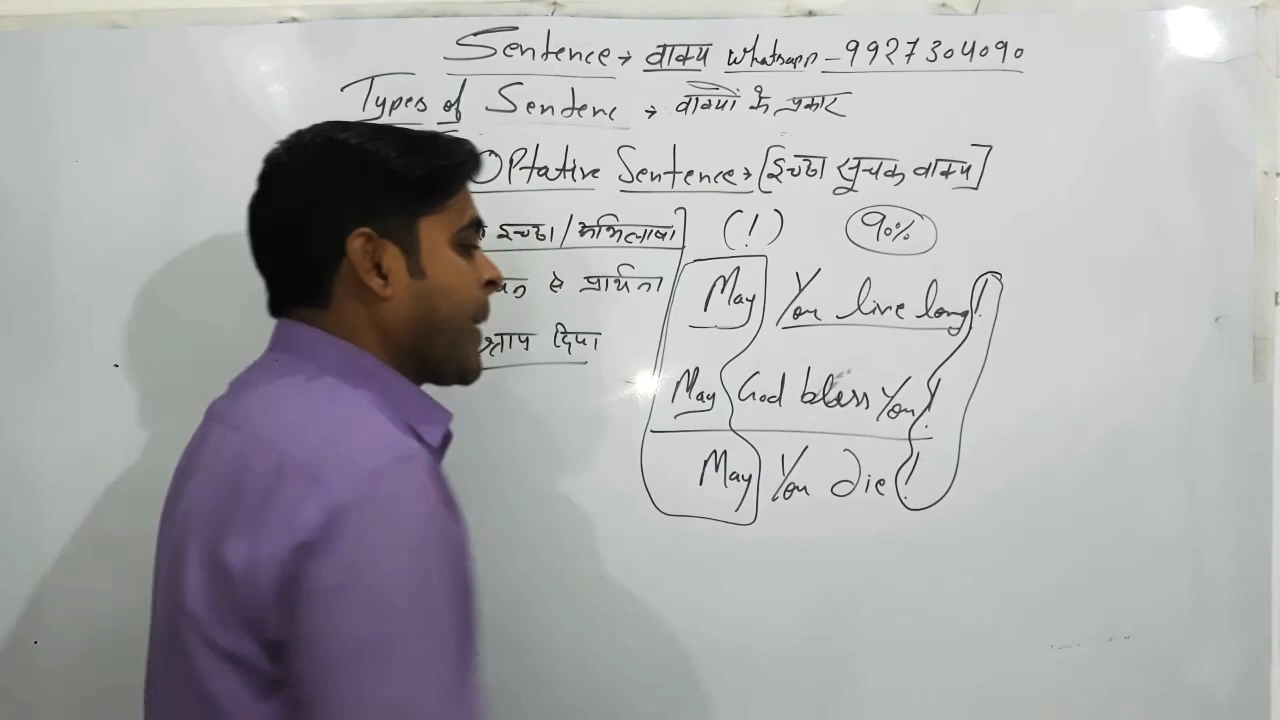 Sentence → वाक्य Whatsapp - 9927304090
Types of Sentenc → वाक्यों के प्रकार
Optative Sentence → [इच्छा सूचक वाक्य]
इच्छा / अभिलाषा (!) 90%
से प्रार्थना May You live long!
May God bless You!
श्राप दिया
May You die!